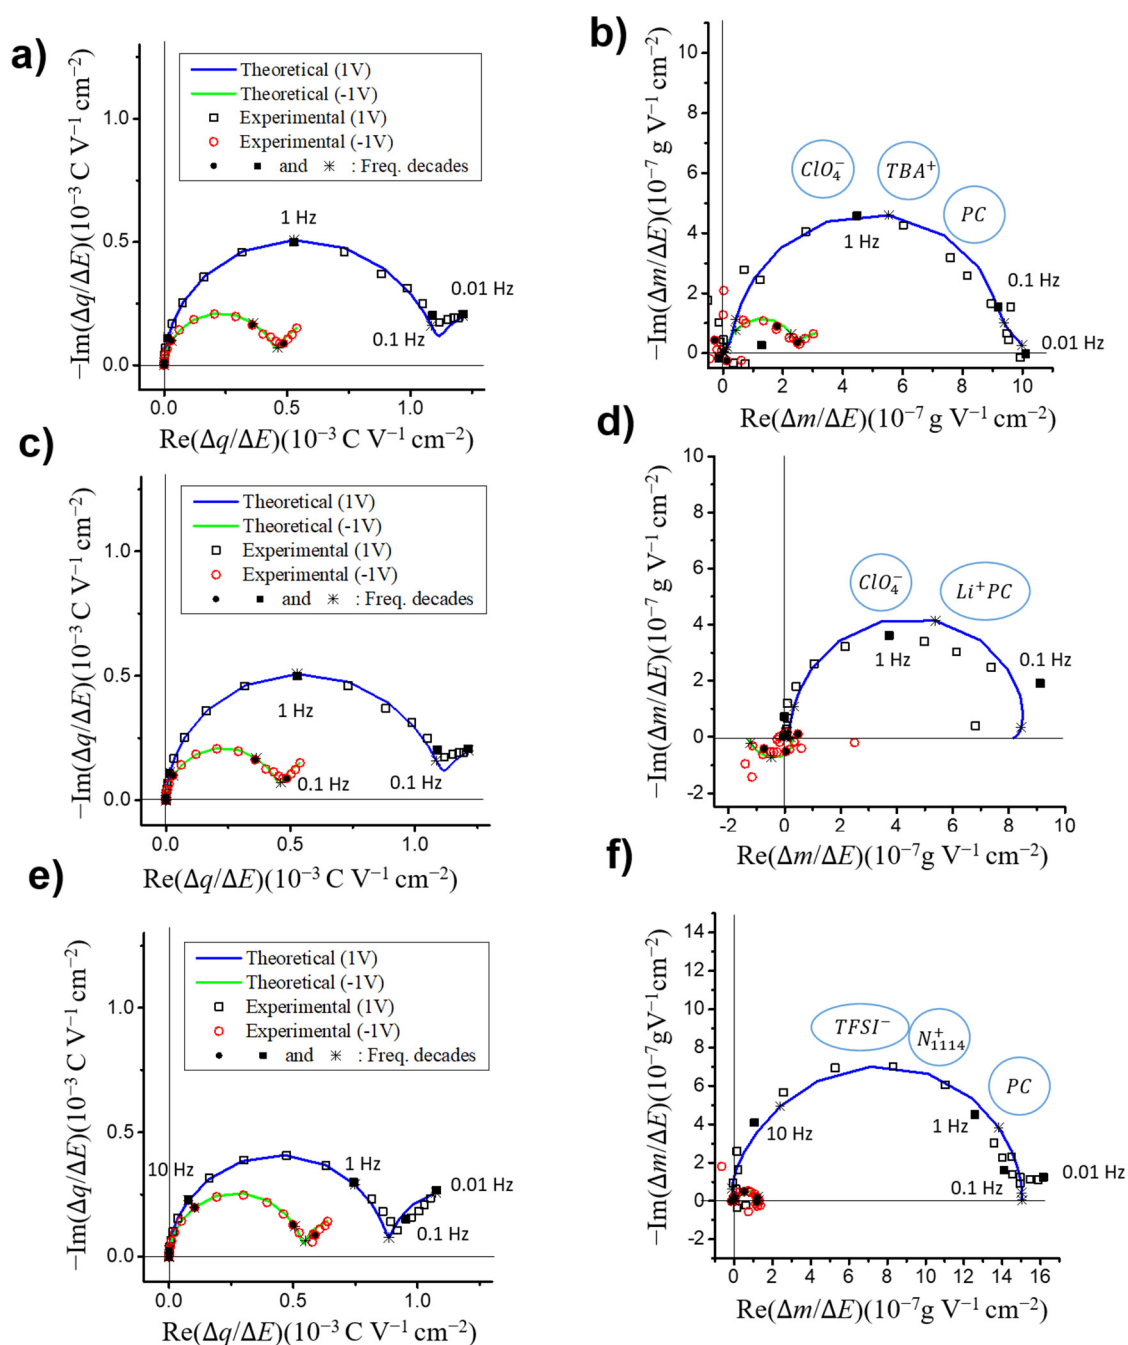 a)
−Im(Δq/ΔE)(10⁻³ C V⁻¹ cm⁻²)
1.0
0.5
0.0
Theoretical (1V)
Theoretical (-1V)
Experimental (1V)
Experimental (-1V)
and : Freq. decades
1 Hz
0.01 Hz
0.1 Hz
0.0 0.5 1.0
Re(Δq/ΔE)(10⁻³ C V⁻¹ cm⁻²)
b)
−Im(Δm/ΔE)(10⁻⁷ g V⁻¹ cm⁻²)
10
8
6
4
2
0
ClO₄⁻
TBA⁺
PC
1 Hz
0.1 Hz
0.01 Hz
0 2 4 6 8 10
Re(Δm/ΔE)(10⁻⁷ g V⁻¹ cm⁻²)
c)
−Im(Δq/ΔE)(10⁻³ C V⁻¹ cm⁻²)
1.0
0.5
0.0
Theoretical (1V)
Theoretical (-1V)
Experimental (1V)
Experimental (-1V)
and : Freq. decades
1 Hz
0.1 Hz
0.1 Hz
0.0 0.5 1.0
Re(Δq/ΔE)(10⁻³ C V⁻¹ cm⁻²)
d)
−Im(Δm/ΔE)(10⁻⁷ g V⁻¹ cm⁻²)
10
8
6
4
2
0
-2
ClO₄⁻
Li⁺PC
1 Hz
0.1 Hz
-2 0 2 4 6 8 10
Re(Δm/ΔE)(10⁻⁷g V⁻¹ cm⁻²)
e)
−Im(Δq/ΔE)(10⁻³ C V⁻¹ cm⁻²)
1.0
0.5
0.0
Theoretical (1V)
Theoretical (-1V)
Experimental (1V)
Experimental (-1V)
and : Freq. decades
10 Hz
1 Hz
0.01 Hz
0.1 Hz
0.0 0.5 1.0
Re(Δq/ΔE)(10⁻³ C V⁻¹ cm⁻²)
f)
−Im(Δm/ΔE)(10⁻⁷gV⁻¹cm⁻²)
14
12
10
8
6
4
2
0
-2
TFSI⁻
N₁₁₁₄⁺
PC
10 Hz
1 Hz
0.1 Hz
0.01 Hz
0 2 4 6 8 10 12 14 16
Re(Δm/ΔE)(10⁻⁷g V⁻¹ cm⁻²)